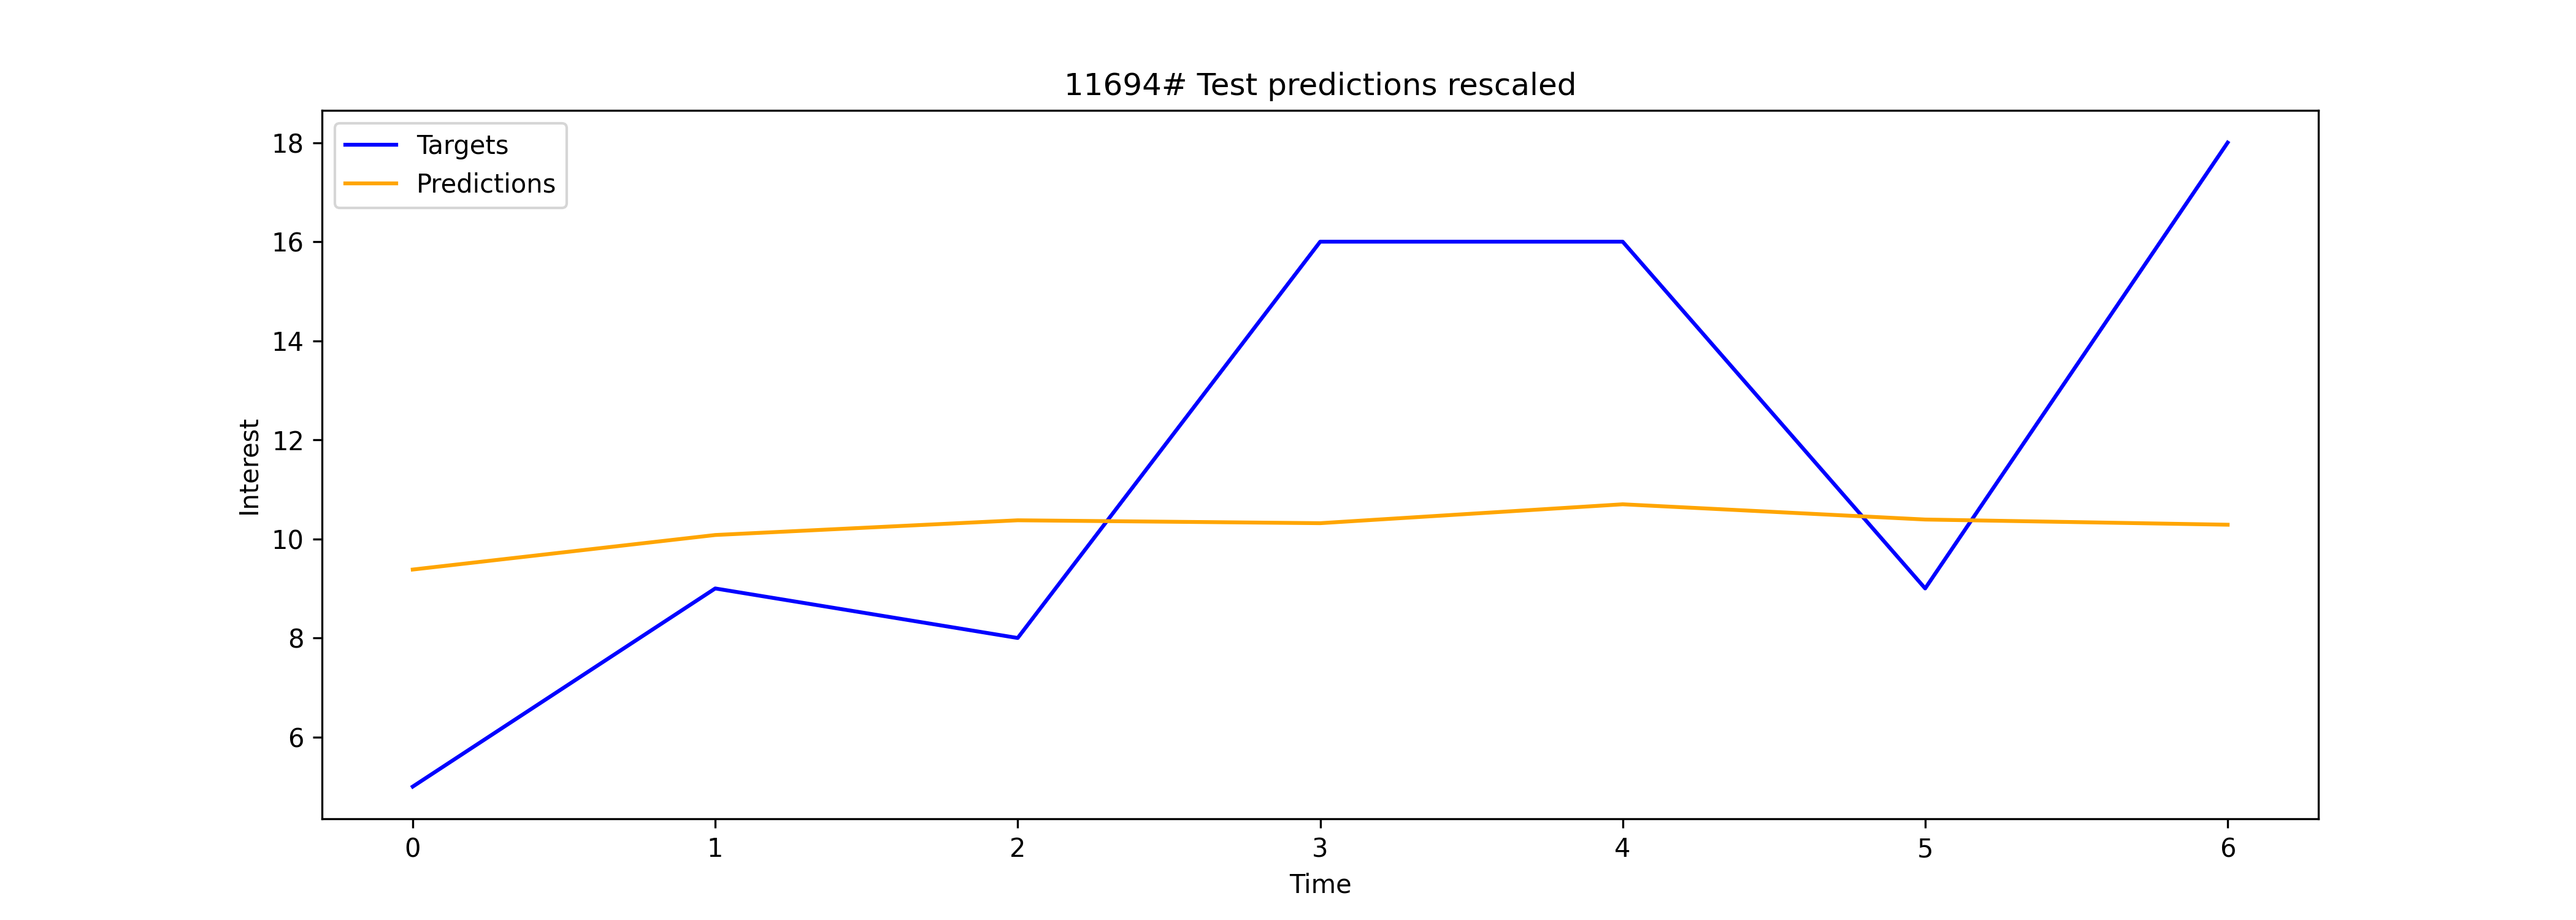 11694# Test predictions rescaled
Targets
Predictions
18
16
14
12
10
8
6
Interest
0 1 2 3 4 5 6
Time